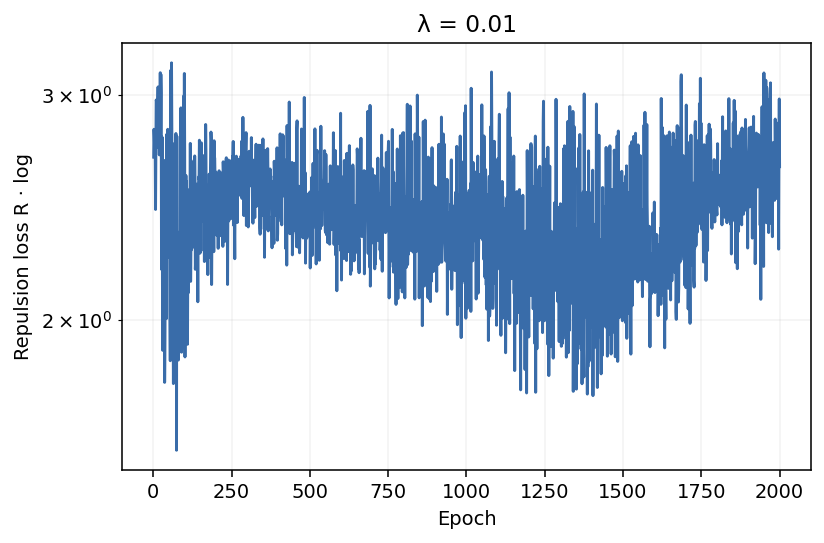 λ = 0.01
Repulsion loss R · log
3 × 10⁰
2 × 10⁰
0 250 500 750 1000 1250 1500 1750 2000
Epoch